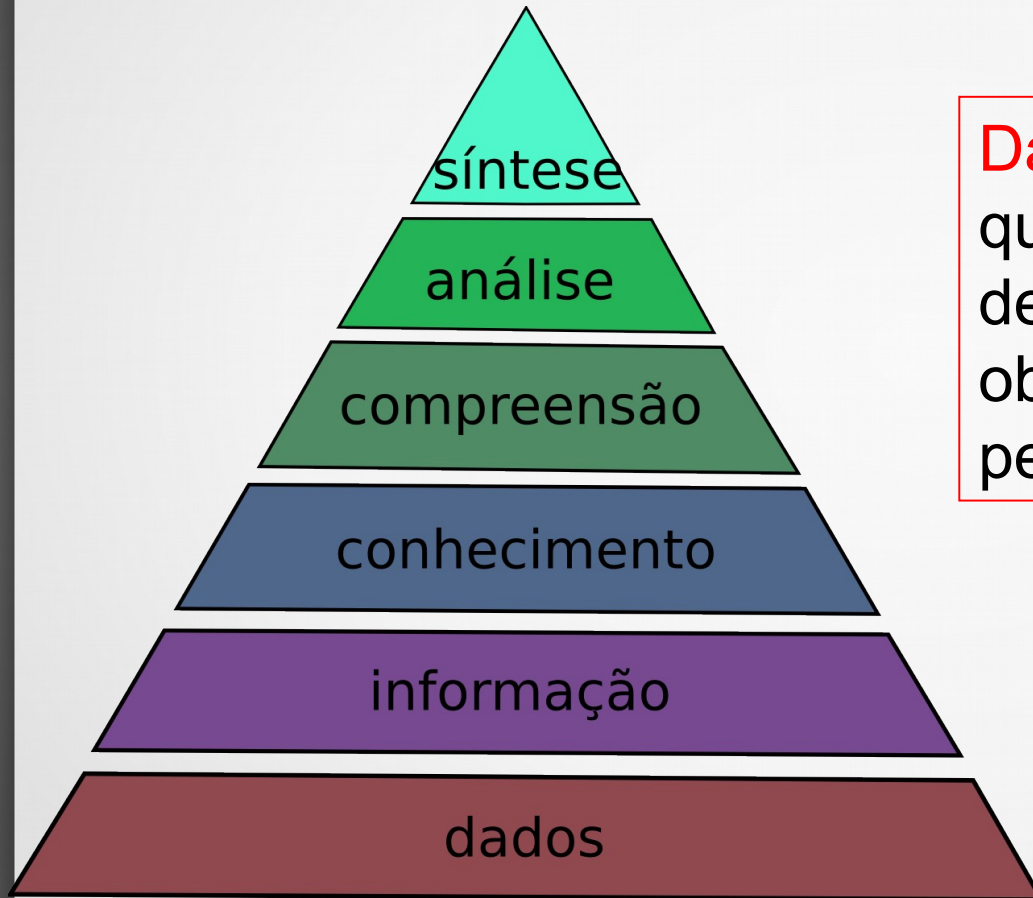 síntese
análise
compreensão
conhecimento
informação
dados